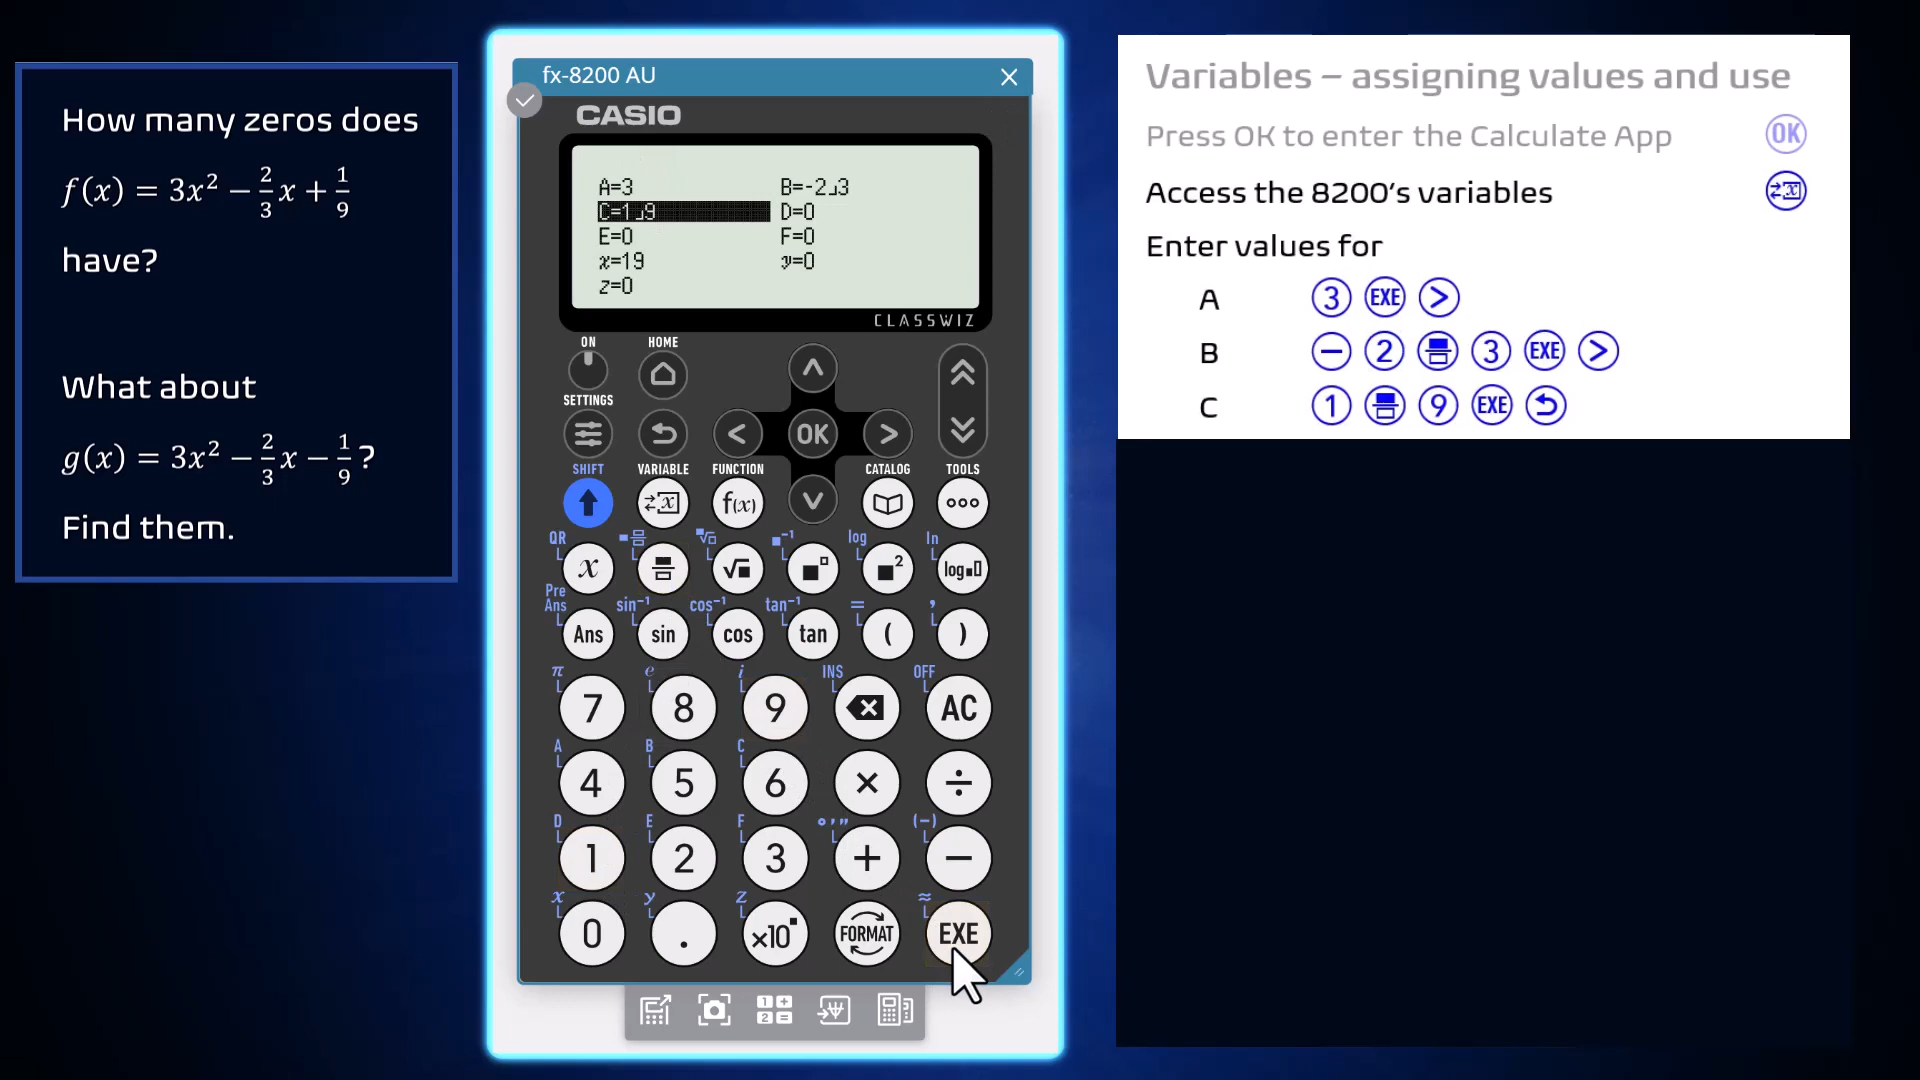 How many zeros does
f(x) = 3x² − 2/3 x + 1/9
have?
What about
g(x) = 3x² − 2/3 x − 1/9 ?
Find them.
fx-8200 AU
CASIO
A=3 B=-2⌟3
C=1⌟9 D=0
E=0 F=0
x=19 y=0
z=0
CLASSWIZ
ON HOME
SETTINGS OK
SHIFT VARIABLE FUNCTION CATALOG TOOLS
f(x)
QR ■⁻¹ log ln
x √■ ■² log■▯
Pre Ans sin⁻¹ cos⁻¹ tan⁻¹ = ,
Ans sin cos tan ( )
π e i INS OFF
7 8 9 AC
A B C
4 5 6 × ÷
D E F ° ’ ” (−)
1 2 3 + −
x y z ≈
0 . ×10■ FORMAT EXE
1 + 2 =
Variables – assigning values and use
Press OK to enter the Calculate App OK
Access the 8200's variables x
Enter values for
A 3 EXE >
B − 2 3 EXE >
C 1 9 EXE